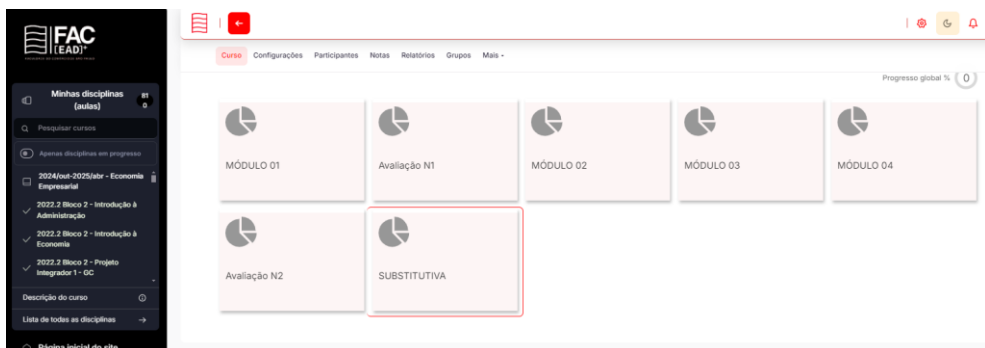 FAC
[EAD]+
Minhas disciplinas
(aulas)
81
0
Pesquisar cursos
Apenas disciplinas em progresso
2024/out-2025/abr - Economia
Empresarial
2022.2 Bloco 2 - Introdução à
Administração
2022.2 Bloco 2 - Introdução à
Economia
2022.2 Bloco 2 - Projeto
Integrador 1 - GC
Descrição do curso
Lista de todas as disciplinas
Página inicial do site
Curso Configurações Participantes Notas Relatórios Grupos Mais
Progresso global % 0
MÓDULO 01
Avaliação N1
MÓDULO 02
MÓDULO 03
MÓDULO 04
Avaliação N2
SUBSTITUTIVA